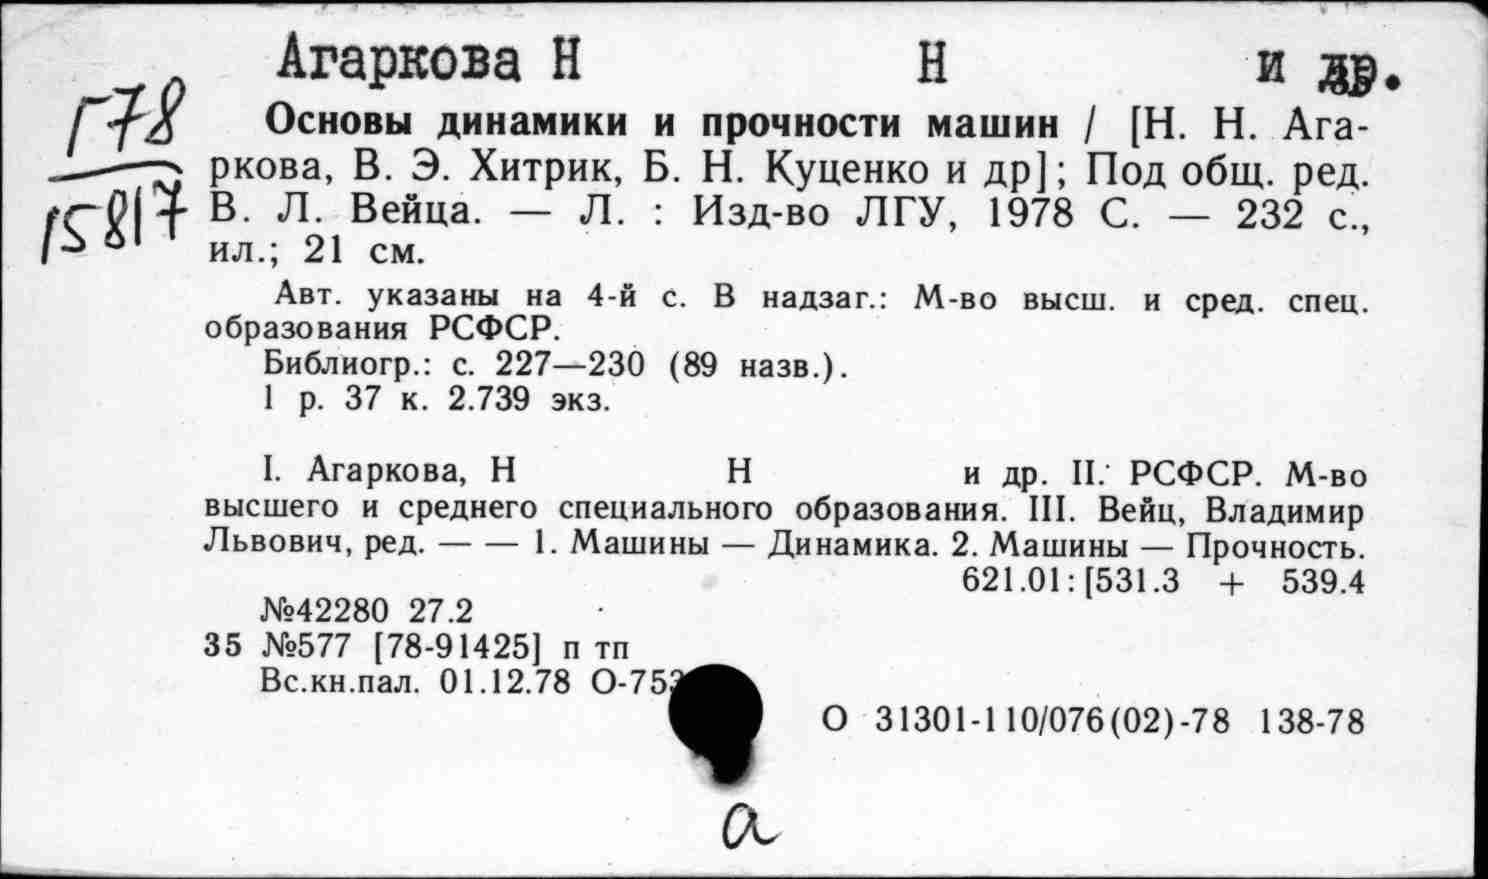 Агаркова Н Н и др.
Г78
15817
Основы динамики и прочности машин / [Н. Н. Ага-
ркова, В. Э. Хитрик, Б. Н. Куценко и др]; Под общ. ред.
В. Л. Вейца. — Л. : Изд-во ЛГУ, 1978 С. — 232 с.,
ил.; 21 см.
Авт. указаны на 4-й с. В надзаг.: М-во высш. и сред. спец.
образования РСФСР.
Библиогр.: с. 227—230 (89 назв.).
1 р. 37 к. 2.739 экз.
I. Агаркова, Н Н и др. II. РСФСР. М-во
высшего и среднего специального образования. III. Вейц, Владимир
Львович, ред. — — 1. Машины — Динамика. 2. Машины — Прочность.
621.01:[531.3 + 539.4
№42280 27.2
35 №577 [78-91425] п тп
Вс.кн.пал. 01.12.78
О 31301-110/076(02)-78 138-78
а